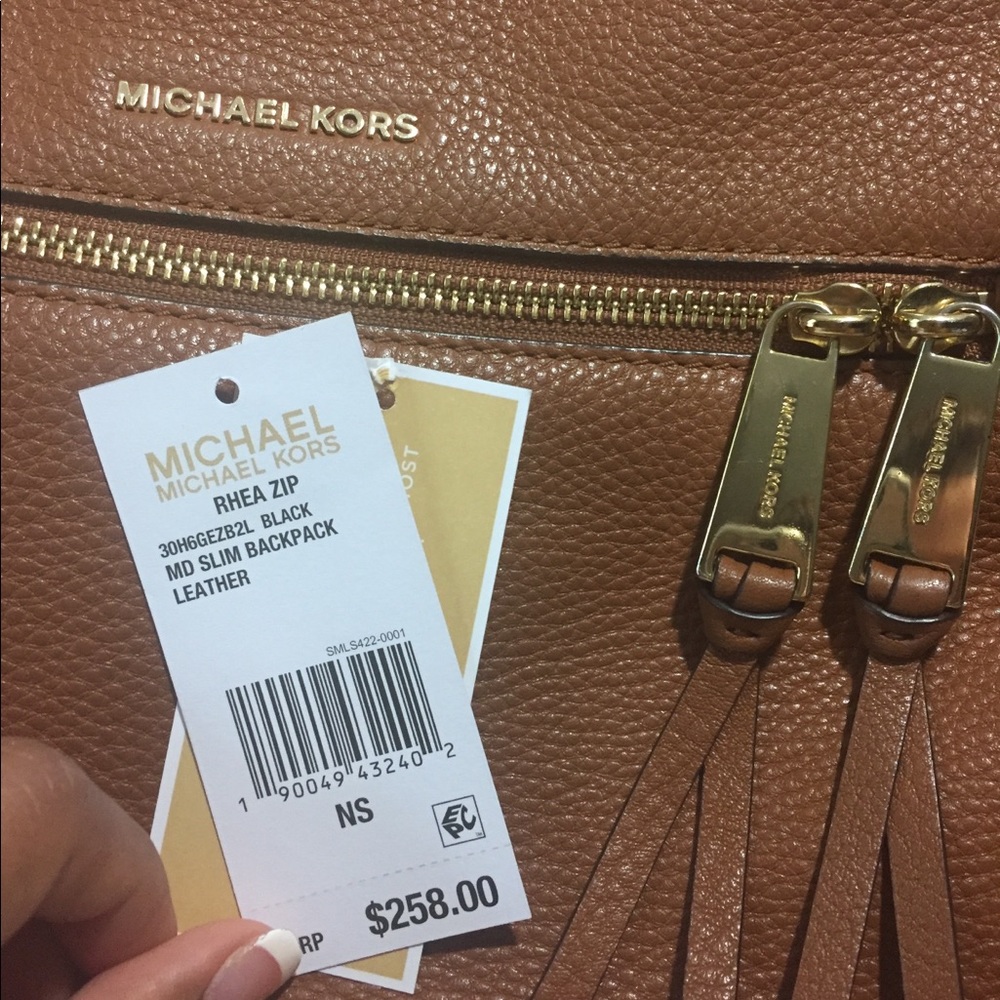 MICHAEL KORS
MICHAEL
MICHAEL KORS
RHEA ZIP
30H6GEZB2L BLACK
MD SLIM BACKPACK
LEATHER
SMLS422-0001
1 90049 43240 2
NS
EPC
$258.00
RP
OST
MICHAEL KORS
MICHAEL KORS